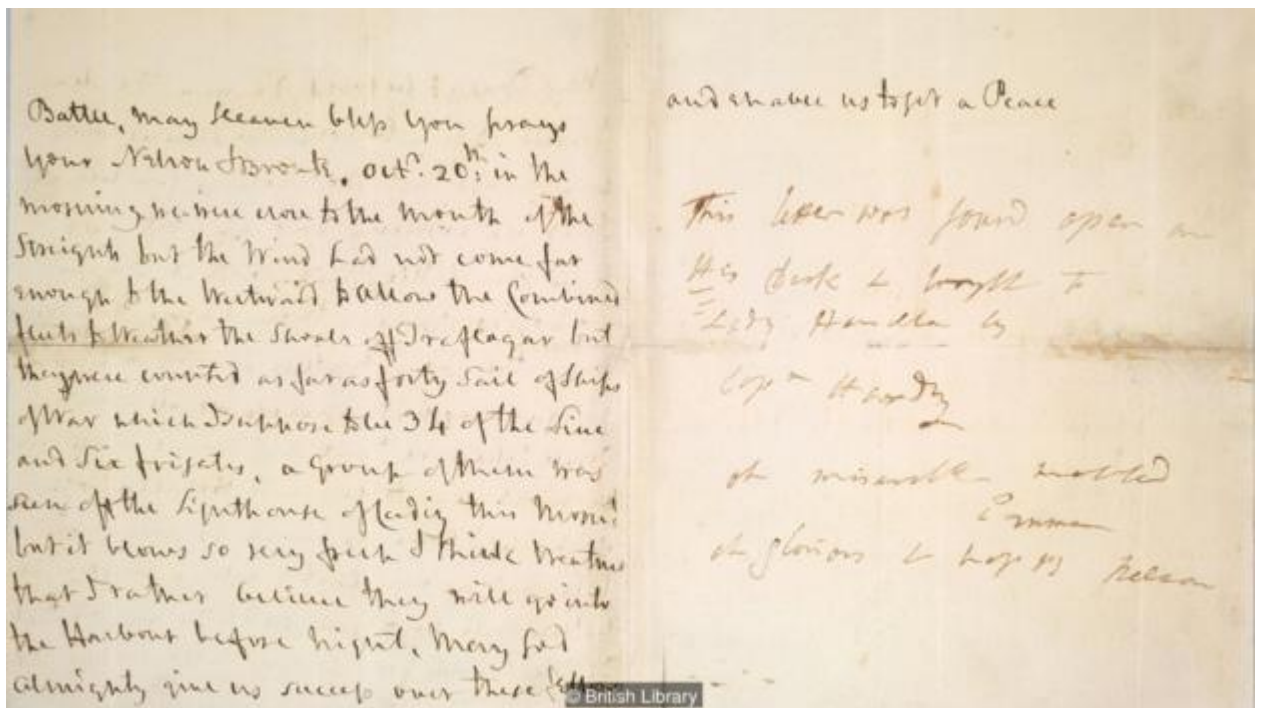 Battle, may Heaven bless you prays
your Nelson & Bronte. Octr. 20th: in the
morning we were close to the mouth of the
Streights but the Wind had not come far
enough to the Westward to allow the Combined
fleets to Weather the Shoals off Traflagar but
they were counted as far as forty Sail of Ships
of War which I suppose to be 34 of the Line
and Six frigates, a Group of them was
seen off the Lighthouse of Cadiz this Morng
but it blows so very fresh & thick weather
that I rather believe they will go into
the Harbour before night, May God
Almighty give us success over these fellows
and enable us to get a Peace
This letter was found open on
His Desk & brought to
Lady Hamilton by
Capn Hardy
oh miserable wretched
Emma
oh glorious & happy Nelson
© British Library